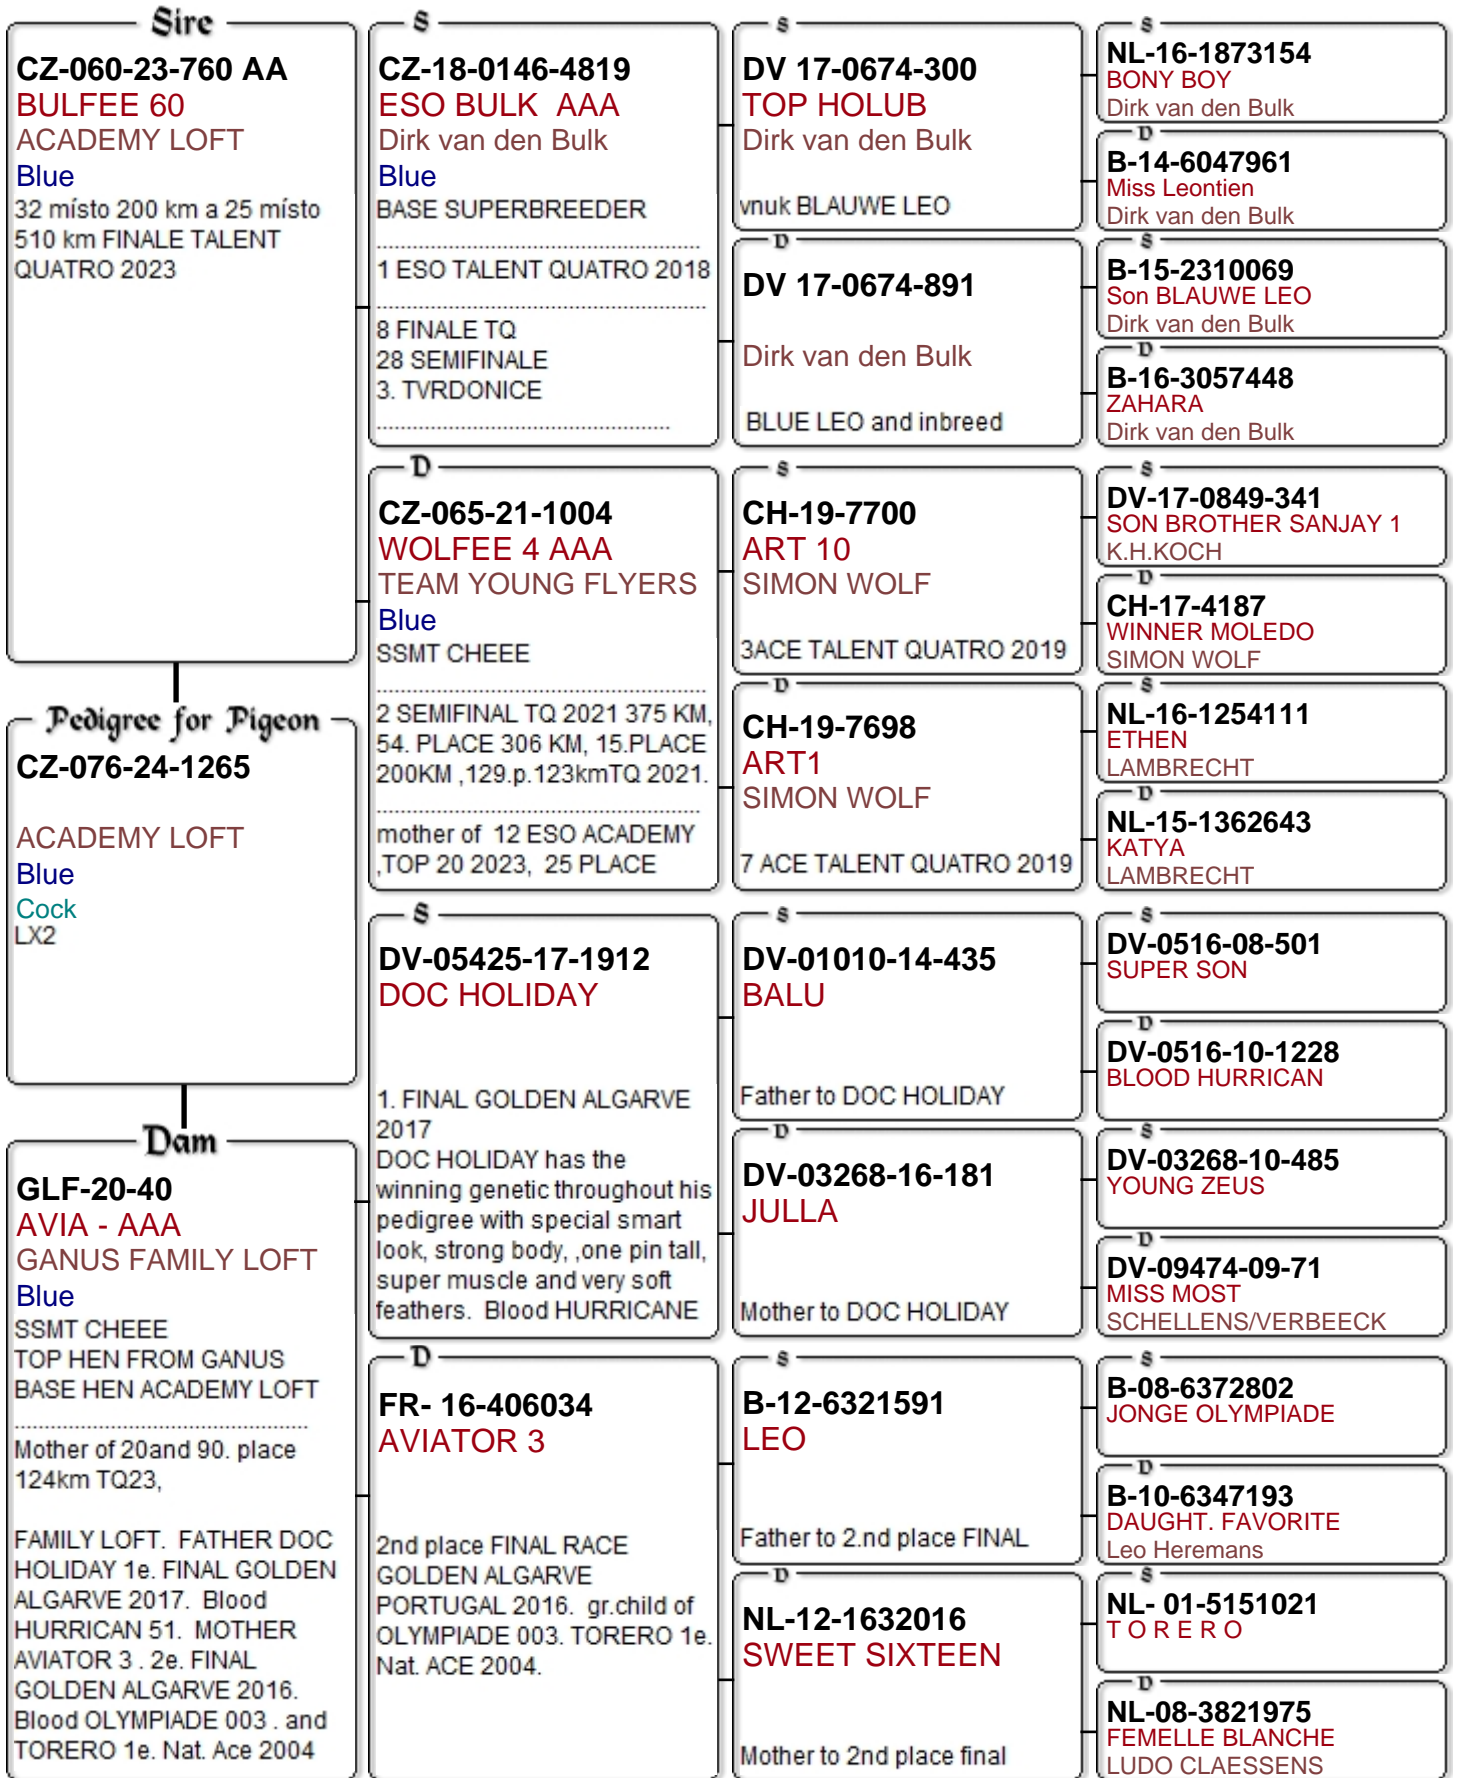 Sire
CZ-060-23-760 AA
BULFEE 60
ACADEMY LOFT
Blue
32 místo 200 km a 25 místo
510 km FINALE TALENT
QUATRO 2023
Pedigree for Pigeon
CZ-076-24-1265
ACADEMY LOFT
Blue
Cock
LX2
Dam
GLF-20-40
AVIA - AAA
GANUS FAMILY LOFT
Blue
SSMT CHEEE
TOP HEN FROM GANUS
BASE HEN ACADEMY LOFT
..........................................
Mother of 20and 90. place
124km TQ23,
FAMILY LOFT. FATHER DOC
HOLIDAY 1e. FINAL GOLDEN
ALGARVE 2017. Blood
HURRICAN 51. MOTHER
AVIATOR 3 . 2e. FINAL
GOLDEN ALGARVE 2016.
Blood OLYMPIADE 003 . and
TORERO 1e. Nat. Ace 2004
S
CZ-18-0146-4819
ESO BULK AAA
Dirk van den Bulk
Blue
BASE SUPERBREEDER
..............................................
1 ESO TALENT QUATRO 2018
...............................................
8 FINALE TQ
28 SEMIFINALE
3. TVRDONICE
..........................................
D
CZ-065-21-1004
WOLFEE 4 AAA
TEAM YOUNG FLYERS
Blue
SSMT CHEEE
...............................................
2 SEMIFINAL TQ 2021 375 KM,
54. PLACE 306 KM, 15.PLACE
200KM ,129.p.123kmTQ 2021.
..............................................
mother of 12 ESO ACADEMY
,TOP 20 2023, 25 PLACE
S
DV-05425-17-1912
DOC HOLIDAY
1. FINAL GOLDEN ALGARVE
2017
DOC HOLIDAY has the
winning genetic throughout his
pedigree with special smart
look, strong body, ,one pin tall,
super muscle and very soft
feathers. Blood HURRICANE
D
FR- 16-406034
AVIATOR 3
2nd place FINAL RACE
GOLDEN ALGARVE
PORTUGAL 2016. gr.child of
OLYMPIADE 003. TORERO 1e.
Nat. ACE 2004.
S
DV 17-0674-300
TOP HOLUB
Dirk van den Bulk
vnuk BLAUWE LEO
D
DV 17-0674-891
Dirk van den Bulk
BLUE LEO and inbreed
S
CH-19-7700
ART 10
SIMON WOLF
3ACE TALENT QUATRO 2019
D
CH-19-7698
ART1
SIMON WOLF
7 ACE TALENT QUATRO 2019
S
DV-01010-14-435
BALU
Father to DOC HOLIDAY
D
DV-03268-16-181
JULLA
Mother to DOC HOLIDAY
S
B-12-6321591
LEO
Father to 2.nd place FINAL
D
NL-12-1632016
SWEET SIXTEEN
Mother to 2nd place final
S
NL-16-1873154
BONY BOY
Dirk van den Bulk
D
B-14-6047961
Miss Leontien
Dirk van den Bulk
S
B-15-2310069
Son BLAUWE LEO
Dirk van den Bulk
D
B-16-3057448
ZAHARA
Dirk van den Bulk
S
DV-17-0849-341
SON BROTHER SANJAY 1
K.H.KOCH
D
CH-17-4187
WINNER MOLEDO
SIMON WOLF
S
NL-16-1254111
ETHEN
LAMBRECHT
D
NL-15-1362643
KATYA
LAMBRECHT
S
DV-0516-08-501
SUPER SON
D
DV-0516-10-1228
BLOOD HURRICAN
S
DV-03268-10-485
YOUNG ZEUS
D
DV-09474-09-71
MISS MOST
SCHELLENS/VERBEECK
S
B-08-6372802
JONGE OLYMPIADE
D
B-10-6347193
DAUGHT. FAVORITE
Leo Heremans
S
NL- 01-5151021
T O R E R O
D
NL-08-3821975
FEMELLE BLANCHE
LUDO CLAESSENS